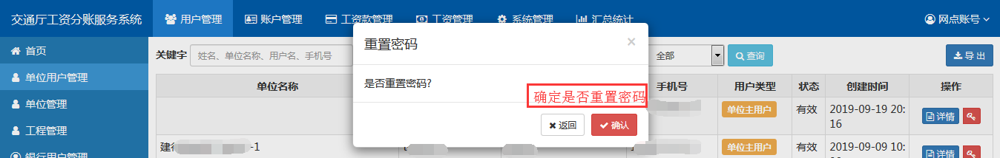 交通厅工资分账服务系统 用户管理 账户管理 工资款管理 工资管理 系统管理 汇总统计 网点账号
首页
单位用户管理
单位管理
工程管理
银行用户管理
关键字 姓名、单位名称、用户名、手机号 全部 查询 导出
单位名称 手机号 用户类型 状态 创建时间 操作
单位主用户 有效 2019-09-19 20:
16
详情
建 -1 单位主用户 有效 2019-09-09 10:
详情
重置密码 ×
是否重置密码?
确定是否重置密码
返回 确认